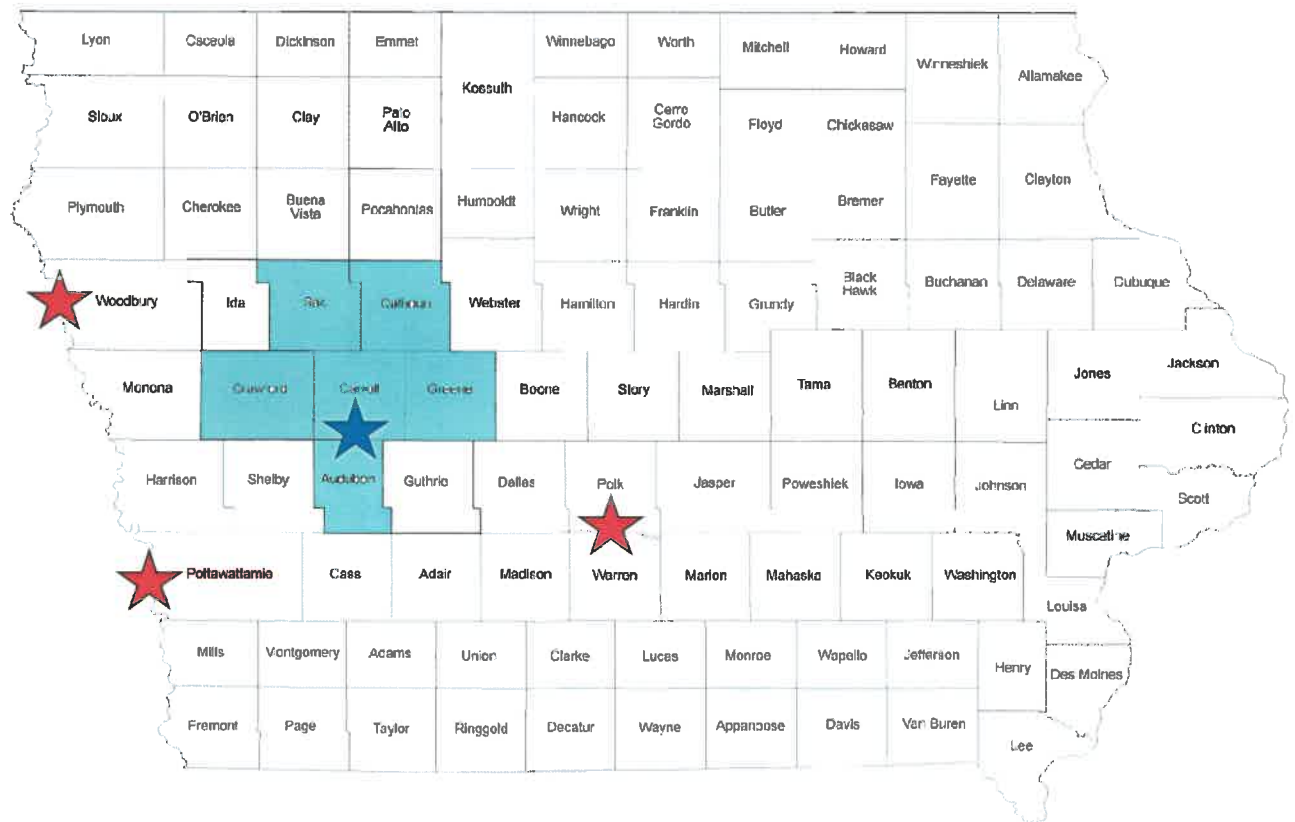 Lyon
Osceola
Dickinson
Emmet
Winnebago
Worth
Mitchell
Howard
Winneshiek
Allamakee
Kossuth
Sioux
O'Brien
Clay
Palo
Alto
Hancock
Cerro
Gordo
Floyd
Chickasaw
Plymouth
Cherokee
Buena
Vista
Pocahontas
Humboldt
Wright
Franklin
Butler
Bremer
Fayette
Clayton
Woodbury
Ida
Sac
Calhoun
Webster
Hamilton
Hardin
Grundy
Black
Hawk
Buchanan
Delaware
Dubuque
Monona
Crawford
Carroll
Greene
Boone
Story
Marshall
Tama
Benton
Linn
Jones
Jackson
Clinton
Harrison
Shelby
Audubon
Guthrie
Dallas
Polk
Jasper
Poweshiek
Iowa
Johnson
Cedar
Scott
Muscatine
Pottawattamie
Cass
Adair
Madison
Warren
Marion
Mahaska
Keokuk
Washington
Louisa
Mills
Montgomery
Adams
Union
Clarke
Lucas
Monroe
Wapello
Jefferson
Henry
Des Moines
Fremont
Page
Taylor
Ringgold
Decatur
Wayne
Appanoose
Davis
Van Buren
Lee